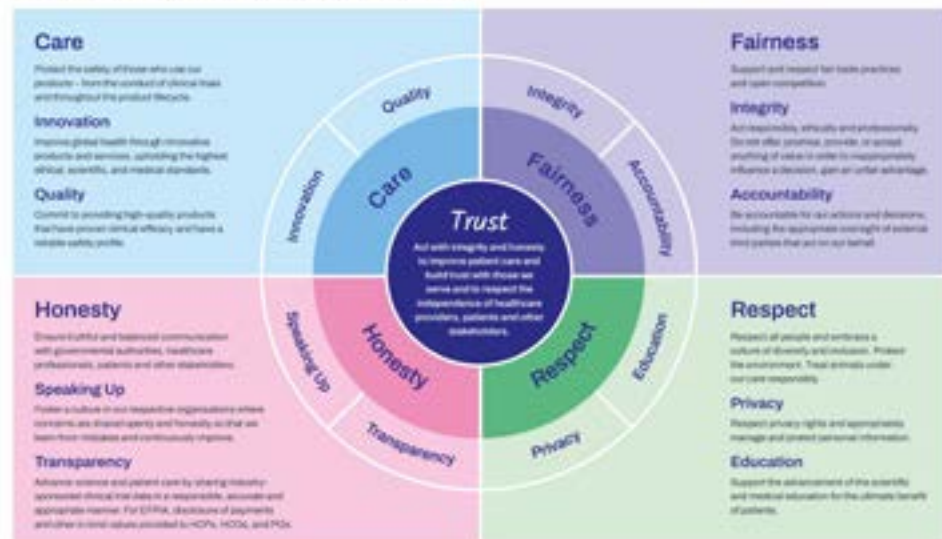 Care
Protect the safety of those who use our
products – from the conduct of clinical trials
and throughout the product lifecycle.
Innovation
Improve global health through innovative
products and services, upholding the highest
ethical, scientific, and medical standards.
Quality
Commit to providing high-quality products
that have proven clinical efficacy and have a
reliable safety profile.
Fairness
Support and respect fair trade practices
and open competition.
Integrity
Act responsibly, ethically and professionally.
Do not offer, promise, provide, or accept
anything of value in order to inappropriately
influence a decision, gain an unfair advantage.
Accountability
Be accountable for our actions and decisions,
including the appropriate oversight of external
third parties that act on our behalf.
Quality
Innovation
Care
Integrity
Accountability
Fairness
Trust
Act with integrity and honesty
to improve patient care and
build trust with those we
serve and to respect the
independence of healthcare
providers, patients and other
stakeholders.
Speaking Up
Transparency
Honesty
Education
Privacy
Respect
Honesty
Ensure truthful and balanced communication
with governmental authorities, healthcare
professionals, patients and other stakeholders.
Speaking Up
Foster a culture in our respective organisations where
concerns are shared openly and honestly so that we
learn from mistakes and continuously improve.
Transparency
Advance science and patient care by sharing industry-
sponsored clinical trial data in a responsible, accurate and
appropriate manner. For EFPIA, disclosure of payments
and other in kind values provided to HCPs, HCOs, and POs.
Respect
Respect all people and embrace a
culture of diversity and inclusion. Protect
the environment. Treat animals under
our care responsibly.
Privacy
Respect privacy rights and appropriately
manage and protect personal information.
Education
Support the advancement of the scientific
and medical education for the ultimate benefit
of patients.